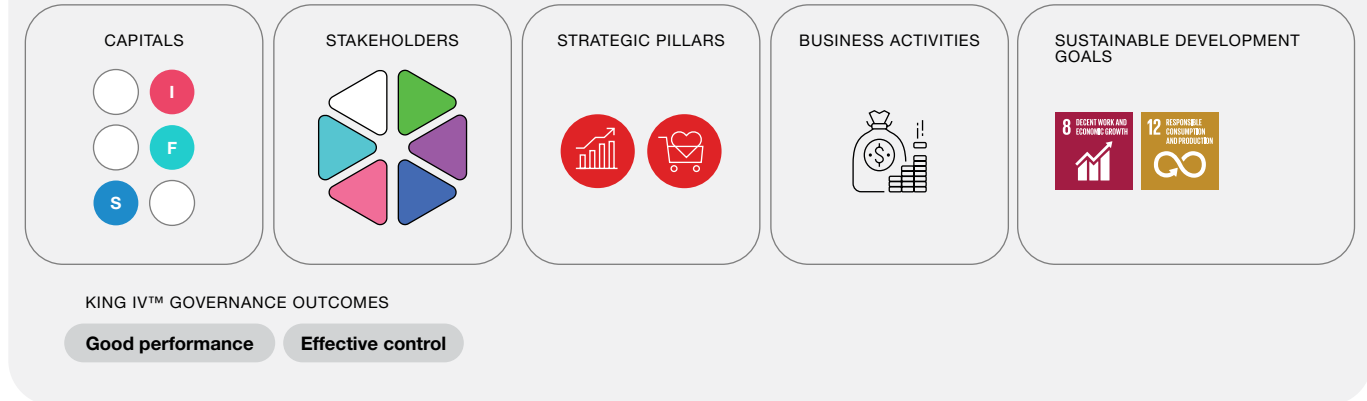 CAPITALS
I
F
S
STAKEHOLDERS
STRATEGIC PILLARS
BUSINESS ACTIVITIES
$
SUSTAINABLE DEVELOPMENT
GOALS
8 DECENT WORK AND
ECONOMIC GROWTH
12 RESPONSIBLE
CONSUMPTION
AND PRODUCTION
KING IV™ GOVERNANCE OUTCOMES
Good performance
Effective control